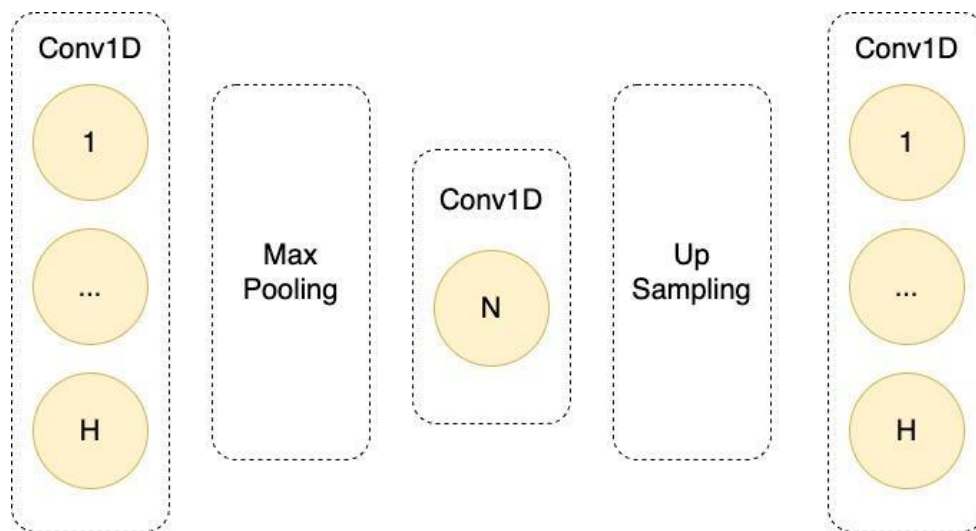 Conv1D
1
...
H
Max
Pooling
Conv1D
N
Up
Sampling
Conv1D
1
...
H